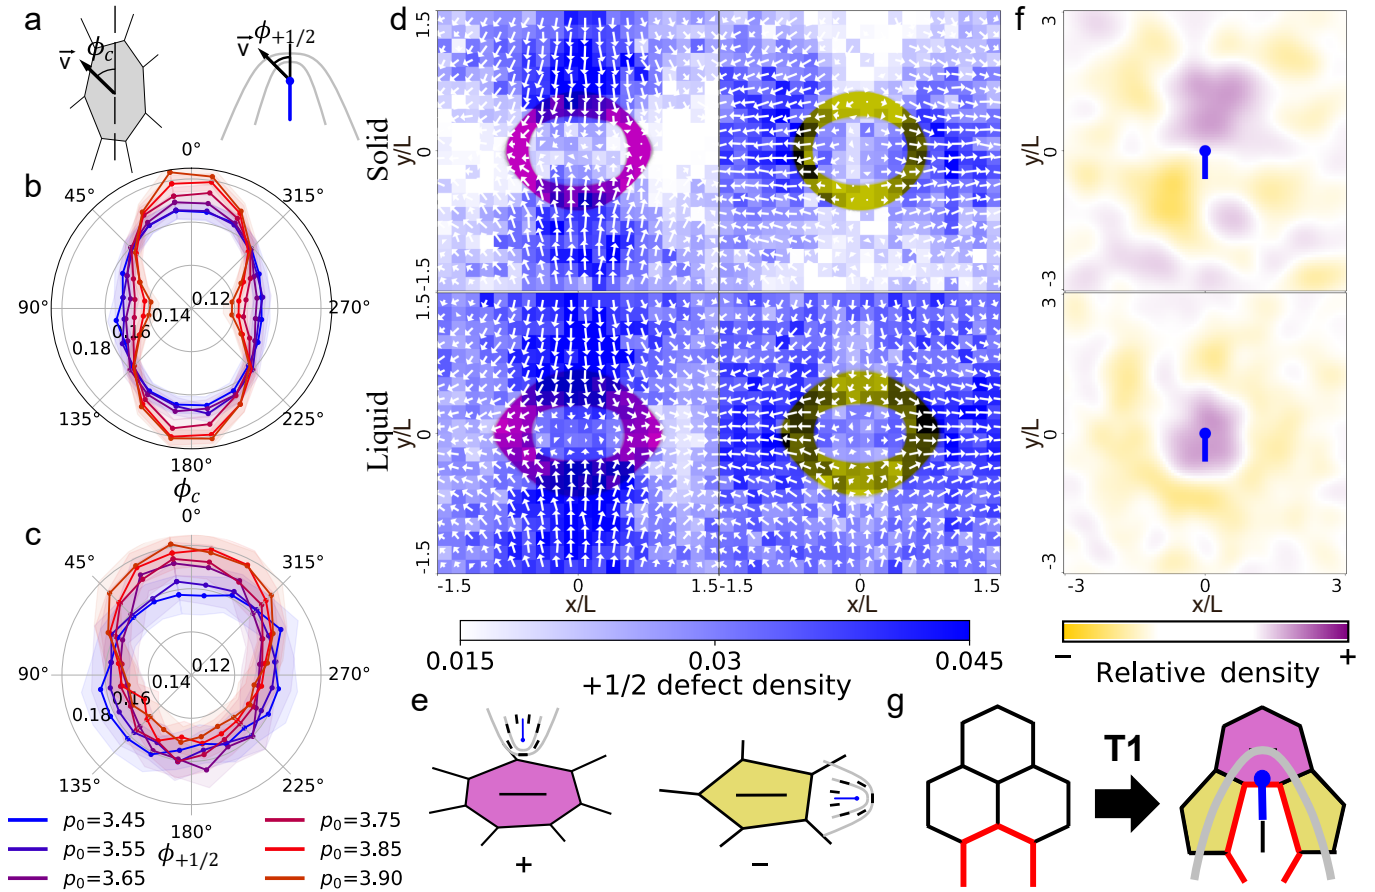 a
v⃗
ϕc
v⃗
ϕ+1/2
b
0°
45°
315°
90°
270°
0.12
0.14
0.16
0.18
135°
225°
180°
ϕc
c
0°
45°
315°
90°
270°
0.12
0.14
0.16
0.18
135°
225°
180°
ϕ+1/2
p0=3.45
p0=3.55
p0=3.65
p0=3.75
p0=3.85
p0=3.90
d
Solid
Liquid
1.5
y/L
0
-1.5
1.5
y/L
0
-1.5
-1.5
0
1.5
-1.5
0
1.5
x/L
x/L
0.015
0.03
0.045
+1/2 defect density
e
+
−
f
3
y/L
0
-3
3
y/L
0
-3
-3
0
3
x/L
−
+
Relative density
g
T1